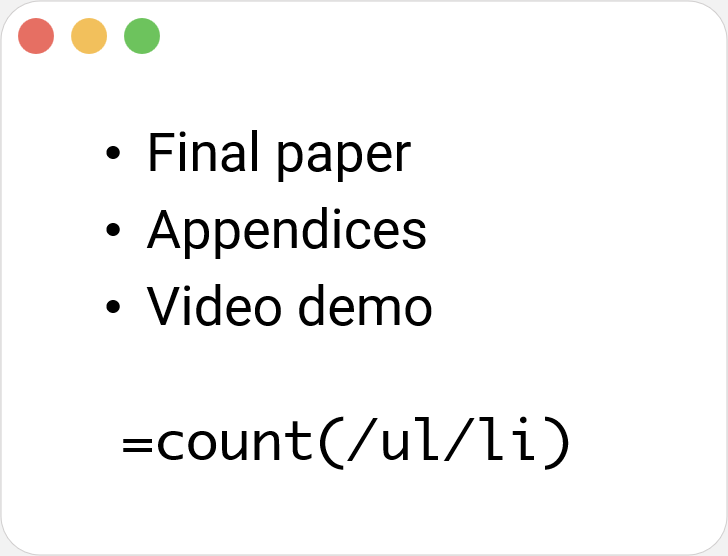 • Final paper
• Appendices
• Video demo
=count(/ul/li)